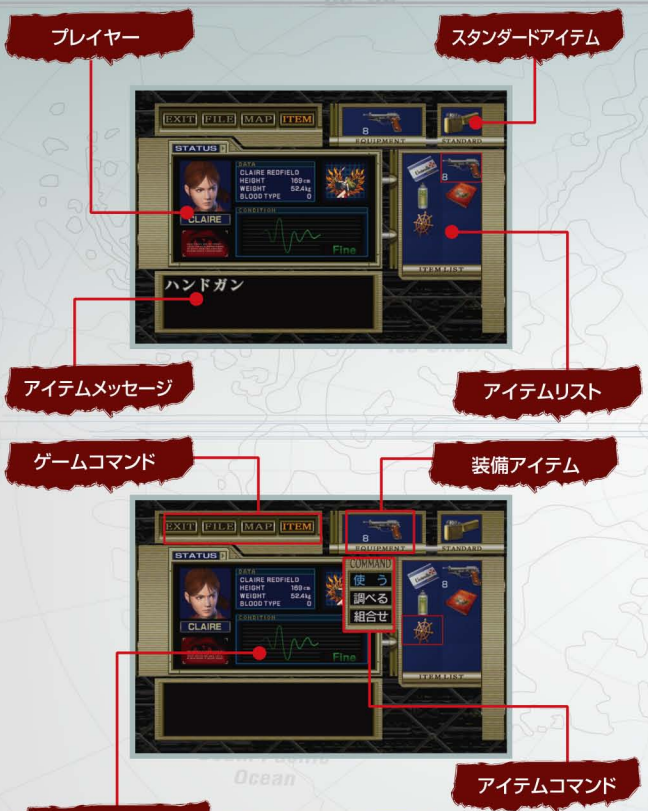 プレイヤー
スタンダードアイテム
EXIT FILE MAP ITEM
B
EQUIPMENT
STANDARD
STATUS
DATA
CLAIRE REDFIELD
HEIGHT 169cm
WEIGHT 52.4kg
BLOOD TYPE O
CLAIRE
CONDITION
Fine
B
ITEM LIST
ハンドガン
アイテムメッセージ
アイテムリスト
ゲームコマンド
装備アイテム
EXIT FILE MAP ITEM
B
EQUIPMENT
STANDARD
STATUS
DATA
CLAIRE REDFIELD
HEIGHT 169cm
WEIGHT 52.4kg
BLOOD TYPE O
CLAIRE
CONDITION
Fine
COMMAND
使う
調べる
組合せ
B
ITEM LIST
Ocean
アイテムコマンド